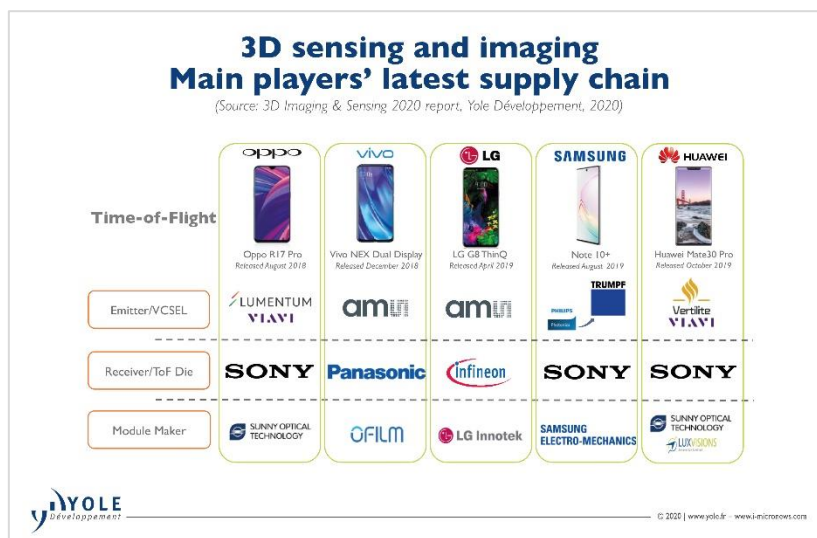 3D sensing and imaging
Main players' latest supply chain
(Source: 3D Imaging & Sensing 2020 report, Yole Développement, 2020)
oppo
vivo
LG
SAMSUNG
HUAWEI
Time-of-Flight
Oppo R17 Pro
Released August 2018
Vivo NEX Dual Display
Released December 2018
LG G8 ThinQ
Released April 2019
Note 10+
Released August 2019
Huawei Mate30 Pro
Released October 2019
Emitter/VCSEL
LUMENTUM
VIAVI
amu
amu
PHILIPS
Photonics
TRUMPF
Vertilite
VIAVI
Receiver/ToF Die
SONY
Panasonic
infineon
SONY
SONY
Module Maker
SUNNY OPTICAL
TECHNOLOGY
OFILM
LG Innotek
SAMSUNG
ELECTRO-MECHANICS
SUNNY OPTICAL
TECHNOLOGY
LUXVISIONS
YOLE
Développement
© 2020 | www.yole.fr – www.i-micronews.com